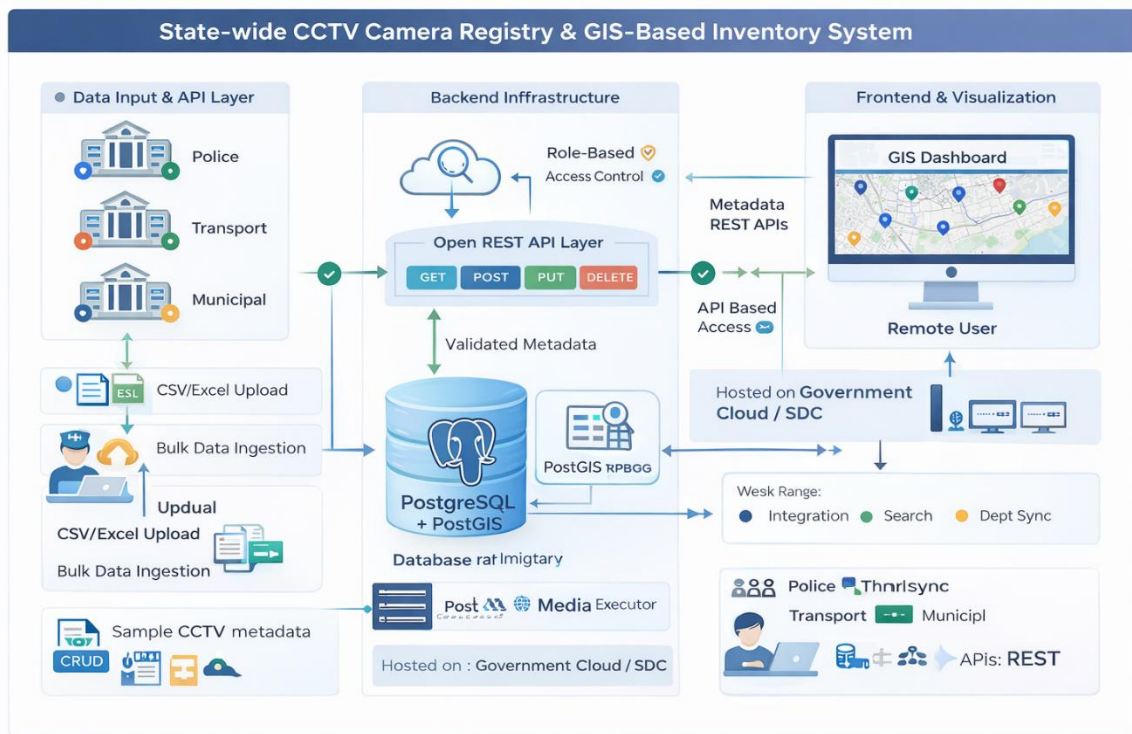 State-wide CCTV Camera Registry & GIS-Based Inventory System
Data Input & API Layer
Police
Transport
Municipal
ESL
CSV/Excel Upload
Bulk Data Ingestion
Updual
CSV/Excel Upload
Bulk Data Ingestion
Sample CCTV metadata
CRUD
Backend Inffrastructure
Role-Based
Access Control
Open REST API Layer
GET POST PUT DELETE
Validated Metadata
PostGIS RPBGG
PostgreSQL
+ PostGIS
Database raf Imigtary
Post Media Executor
Hosted on : Government Cloud / SDC
Frontend & Visualization
GIS Dashboard
Metadata
REST APIs
API Based
Access
Remote User
Hosted on Government
Cloud / SDC
Wesk Range:
Integration Search Dept Sync
Police Thnrlsync
Transport Municipl
APis: REST